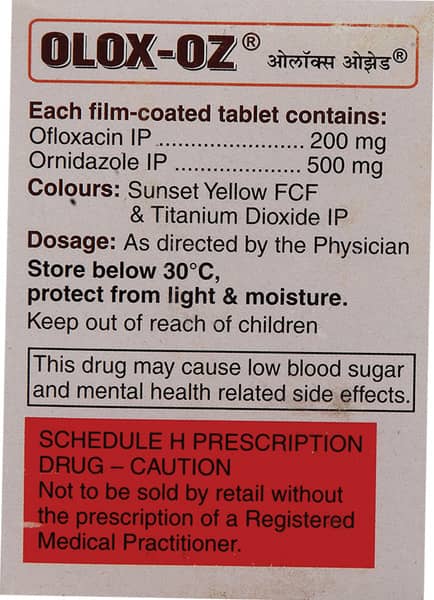 OLOX-OZ® ओलॉक्स ओझेड®
Each film-coated tablet contains:
Ofloxacin IP ....................... 200 mg
Ornidazole IP .................... 500 mg
Colours: Sunset Yellow FCF
& Titanium Dioxide IP
Dosage: As directed by the Physician
Store below 30°C,
protect from light & moisture.
Keep out of reach of children
This drug may cause low blood sugar
and mental health related side effects.
SCHEDULE H PRESCRIPTION
DRUG – CAUTION
Not to be sold by retail without
the prescription of a Registered
Medical Practitioner.